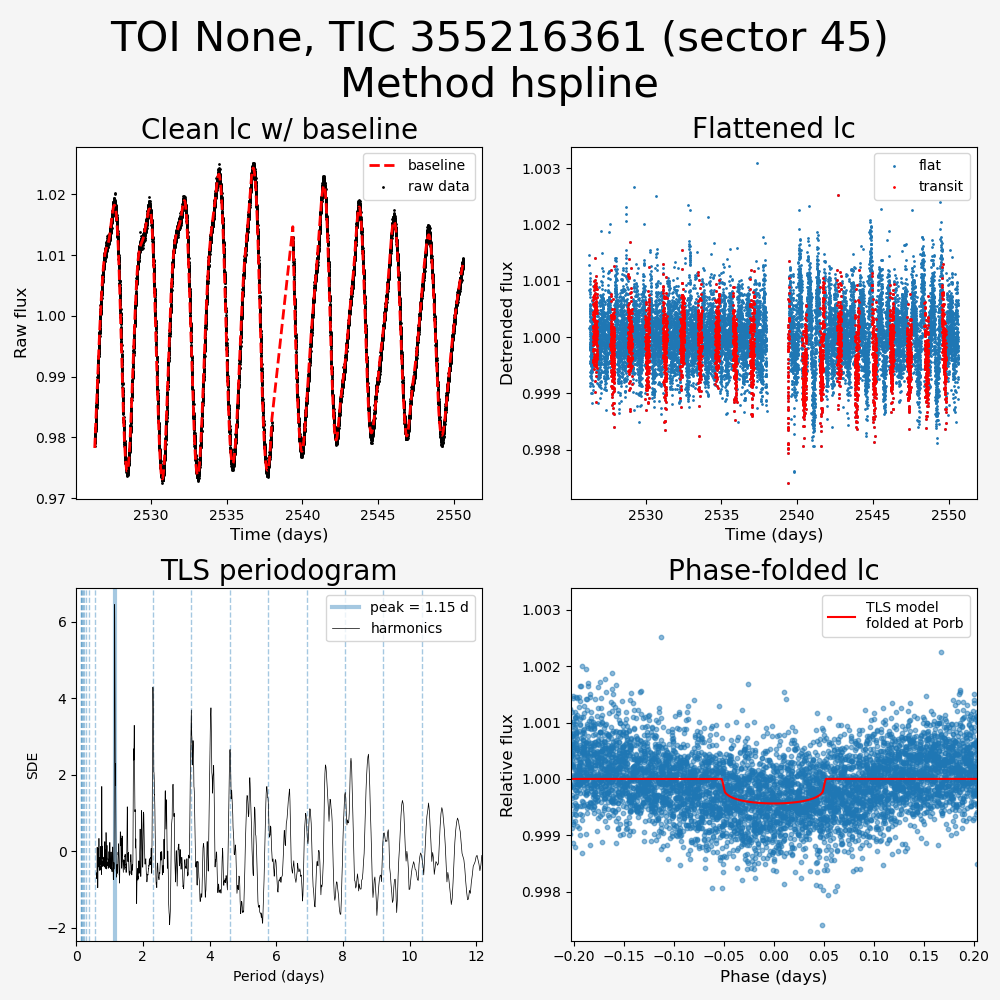 TOI None, TIC 355216361 (sector 45)
Method hspline
Clean lc w/ baseline
Flattened lc
baseline
raw data
flat
transit
Raw flux
1.02
1.01
1.00
0.99
0.98
0.97
2530
2535
2540
2545
2550
Time (days)
Detrended flux
1.003
1.002
1.001
1.000
0.999
0.998
2530
2535
2540
2545
2550
Time (days)
TLS periodogram
Phase-folded lc
peak = 1.15 d
harmonics
TLS model
folded at Porb
SDE
6
4
2
0
−2
0
2
4
6
8
10
12
Period (days)
Relative flux
1.003
1.002
1.001
1.000
0.999
0.998
−0.20
−0.15
−0.10
−0.05
0.00
0.05
0.10
0.15
0.20
Phase (days)